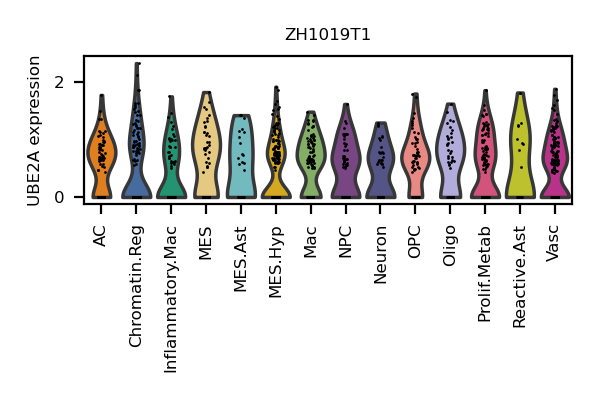 ZH1019T1
UBE2A expression
2
0
AC
Chromatin.Reg
Inflammatory.Mac
MES
MES.Ast
MES.Hyp
Mac
NPC
Neuron
OPC
Oligo
Prolif.Metab
Reactive.Ast
Vasc